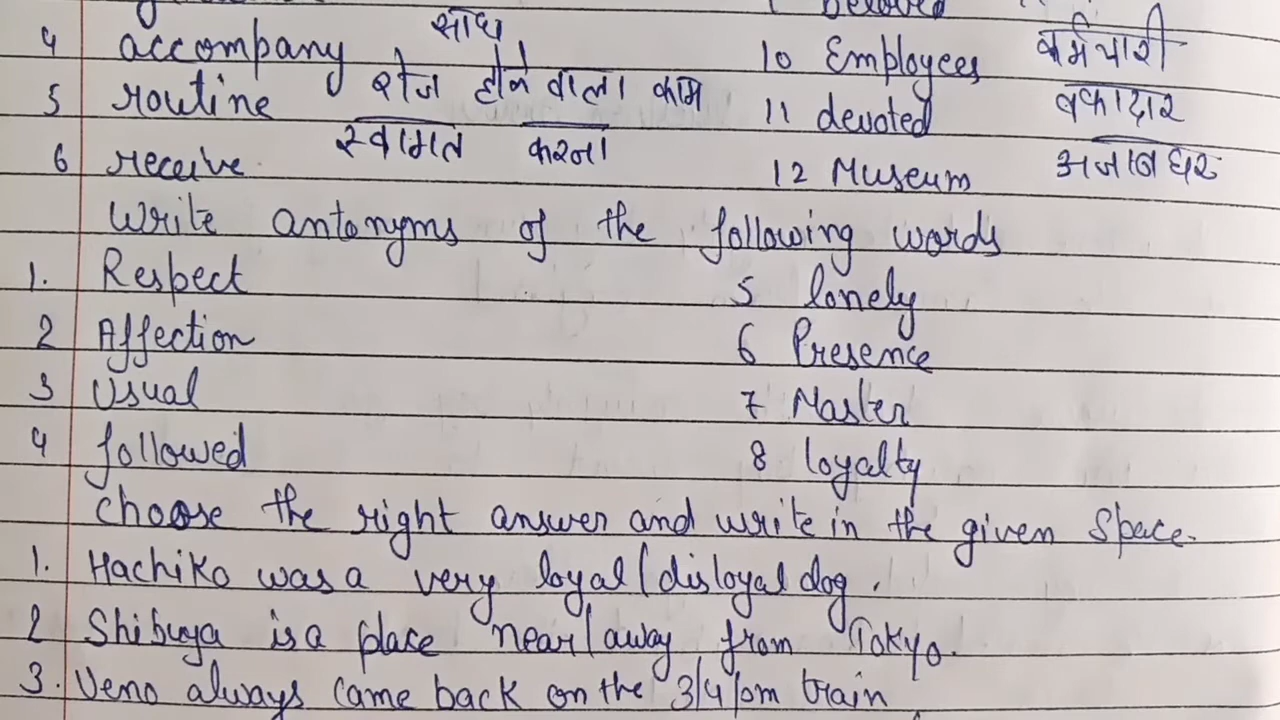 beloved
4 accompany साथ 10 Employees कर्मचारी
5 routine रोज होने वाला काम 11 devoted वफादार
6 receive. स्वागत करना 12 Museum अजाब घर
Write antonyms of the following words
1. Respect 5 lonely
2 Affection 6 Presence
3 Usual 7 Master
4 followed 8 loyalty
choose the right answer and write in the given Space.
1. Hachiko was a very loyal/disloyal dog.
2 Shibuya is a place near/away from Tokyo.
3. Veno always came back on the 3/4 pm train